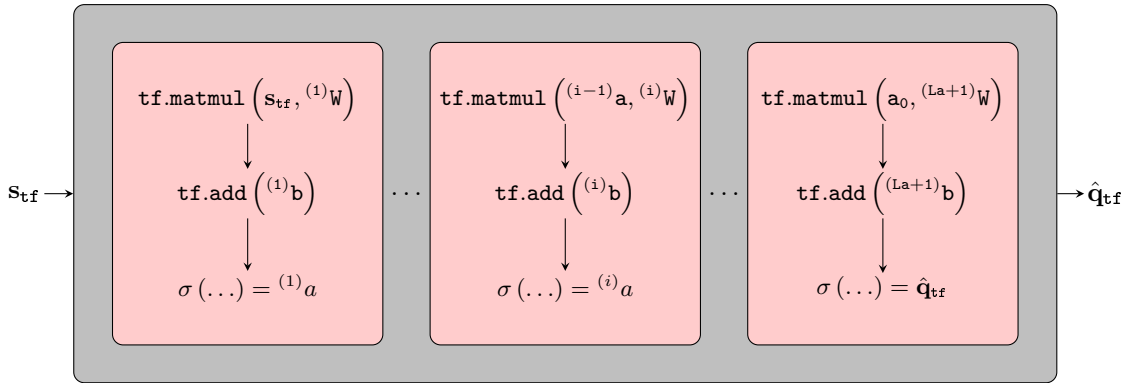 s_tf
tf.matmul (s_tf, ^(1)W)
tf.add (^(1)b)
σ (...) = ^(1)a
...
tf.matmul (^(i−1)a, ^(i)W)
tf.add (^(i)b)
σ (...) = ^(i)a
...
tf.matmul (a_0, ^(La+1)W)
tf.add (^(La+1)b)
σ (...) = q̂_tf
q̂_tf